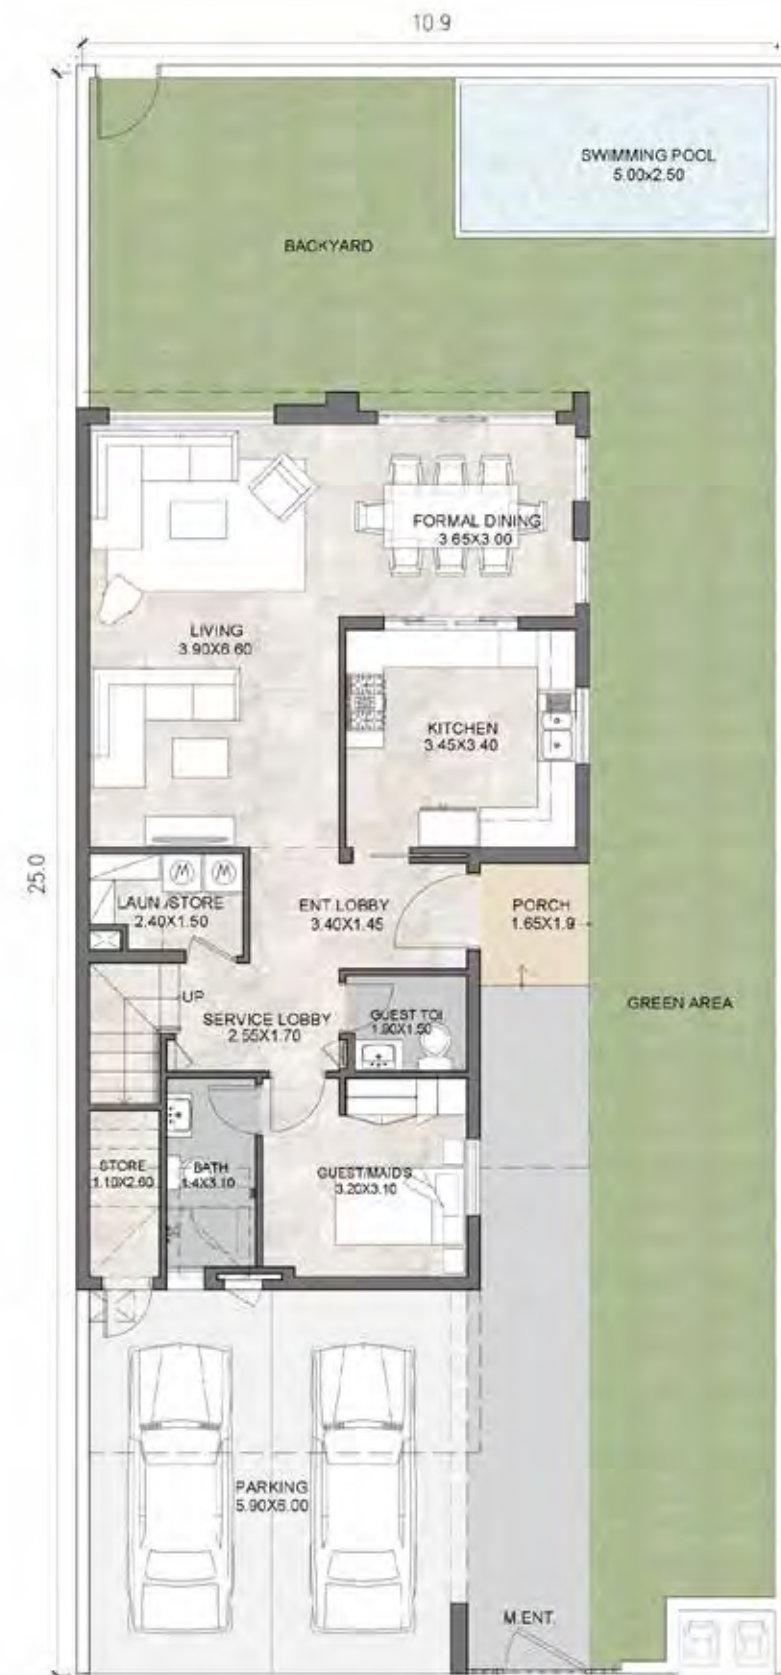 10.9
SWIMMING POOL
5.00x2.50
BACKYARD
FORMAL DINING
3.65X3.00
LIVING
3.90X6.60
KITCHEN
3.45X3.40
25.0
LAUN./STORE
2.40X1.50
ENT.LOBBY
3.40X1.45
PORCH
1.65X1.9
UP
SERVICE LOBBY
2.55X1.70
GUEST TOI
1.90X1.50
GREEN AREA
STORE
1.10X2.60
BATH
1.4X3.10
GUEST/MAID'S
3.20X3.10
PARKING
5.90X6.00
M.ENT.